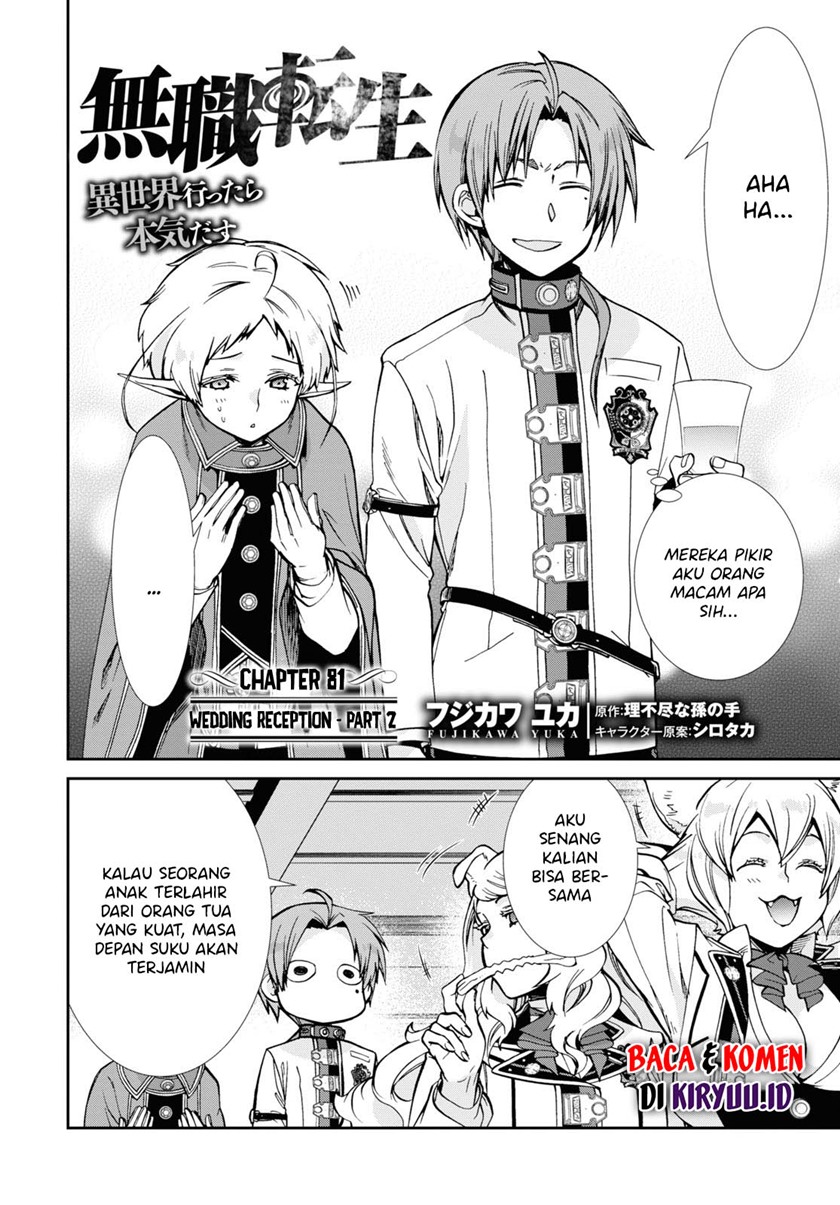 無職転生
異世界行ったら
本気だす
AHA
HA...
MEREKA PIKIR
AKU ORANG
MACAM APA
SIH...
...
CHAPTER 81
WEDDING RECEPTION - PART 2
フジカワ ユカ
FUJIKAWA YUKA
原作:理不尽な孫の手
キャラクター原案:シロタカ
AKU
SENANG
KALIAN
BISA BER-
SAMA
KALAU SEORANG
ANAK TERLAHIR
DARI ORANG TUA
YANG KUAT, MASA
DEPAN SUKU AKAN
TERJAMIN
BACA & KOMEN
DI KIRYUU.ID